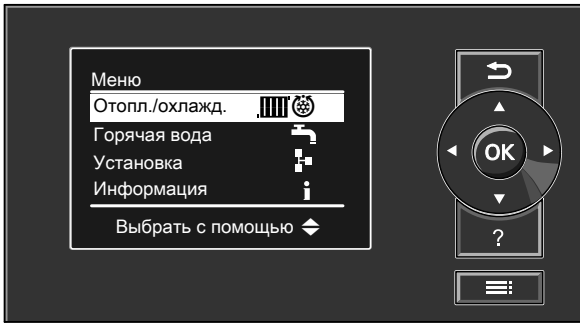 Меню
Отопл./охлажд.
Горячая вода
Установка
Информация
Выбрать с помощью
OK
?